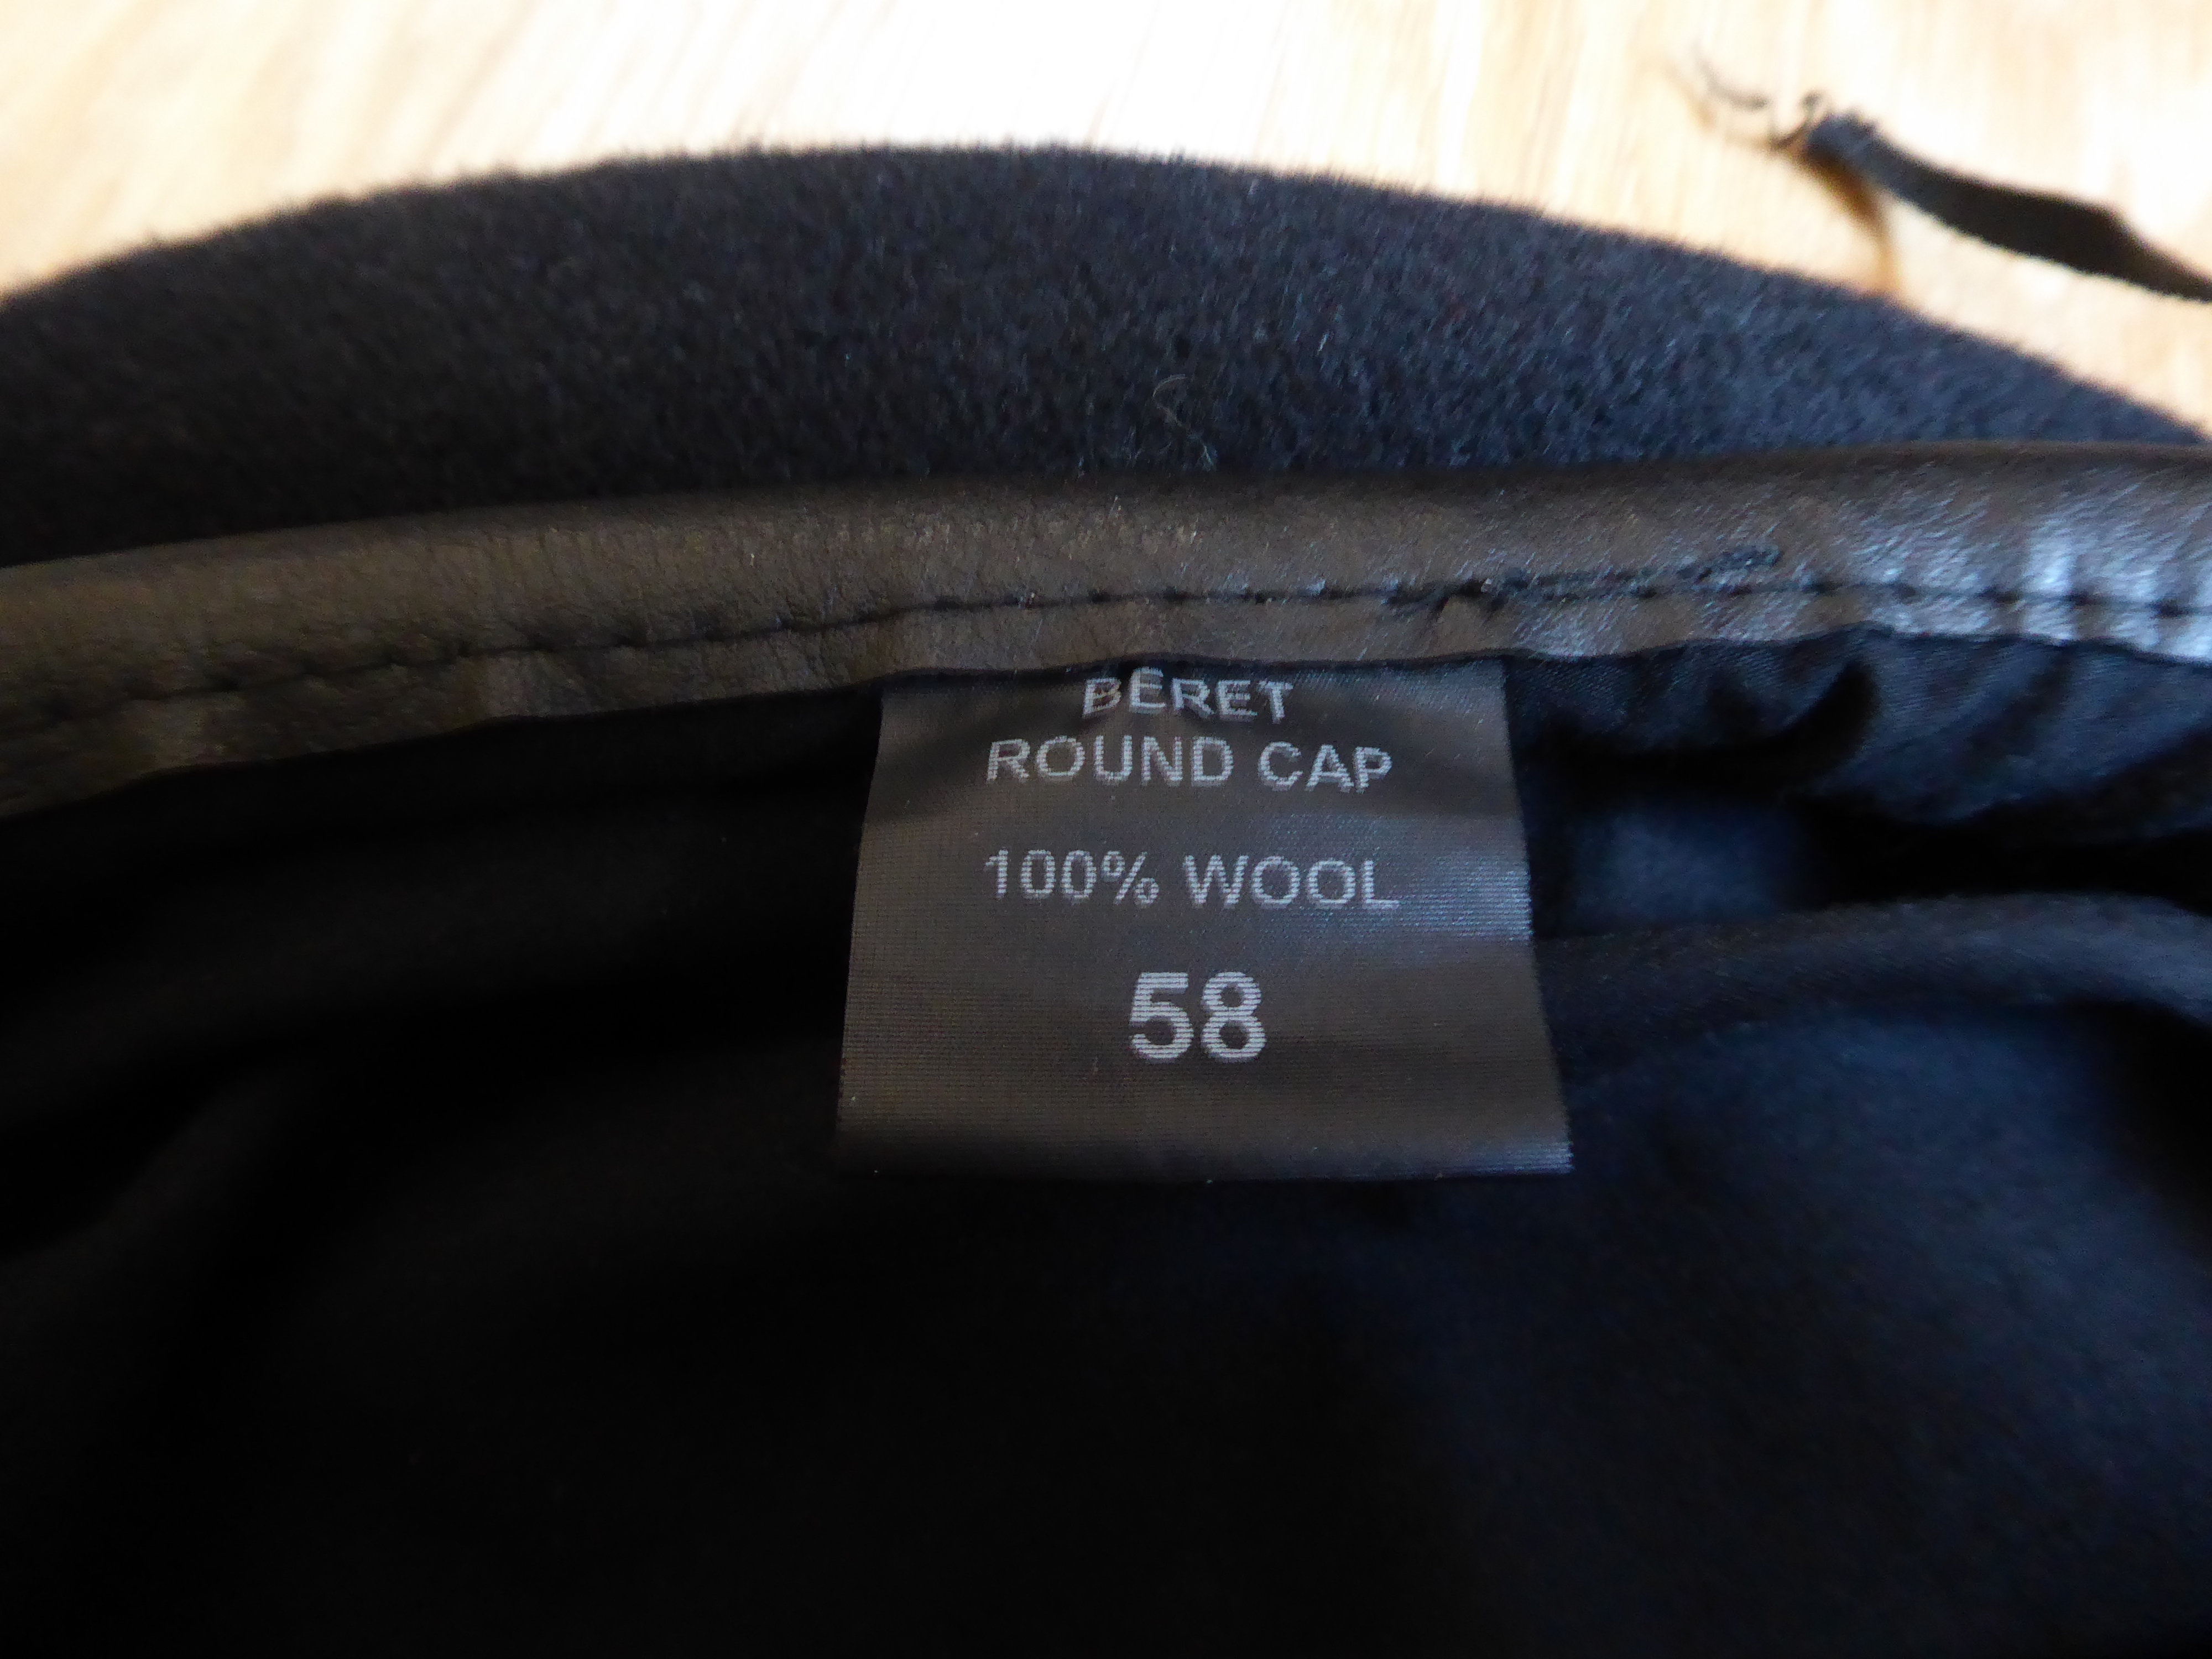 BERET
ROUND CAP
100% WOOL
58